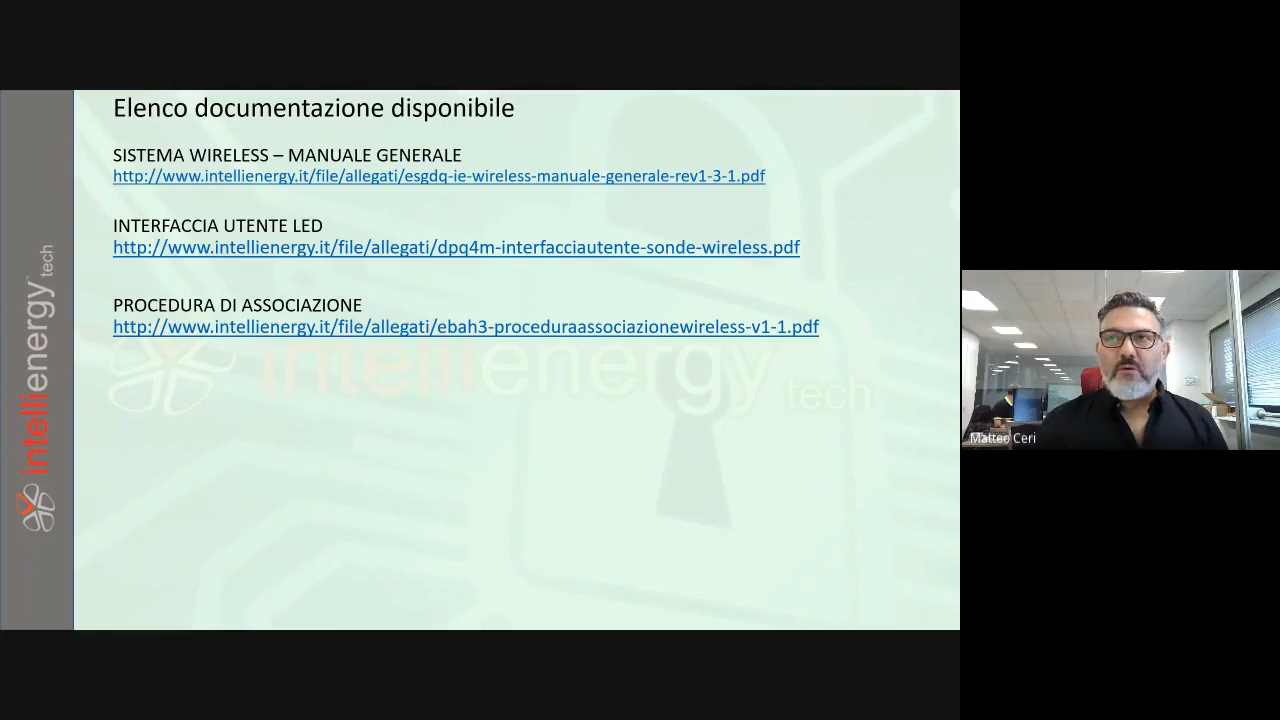 Elenco documentazione disponibile
SISTEMA WIRELESS – MANUALE GENERALE
http://www.intellienergy.it/file/allegati/esgdq-ie-wireless-manuale-generale-rev1-3-1.pdf
INTERFACCIA UTENTE LED
http://www.intellienergy.it/file/allegati/dpq4m-interfacciautente-sonde-wireless.pdf
PROCEDURA DI ASSOCIAZIONE
http://www.intellienergy.it/file/allegati/ebah3-proceduraassociazionewireless-v1-1.pdf
intellienergy tech
intellienergy tech
Matteo Ceri